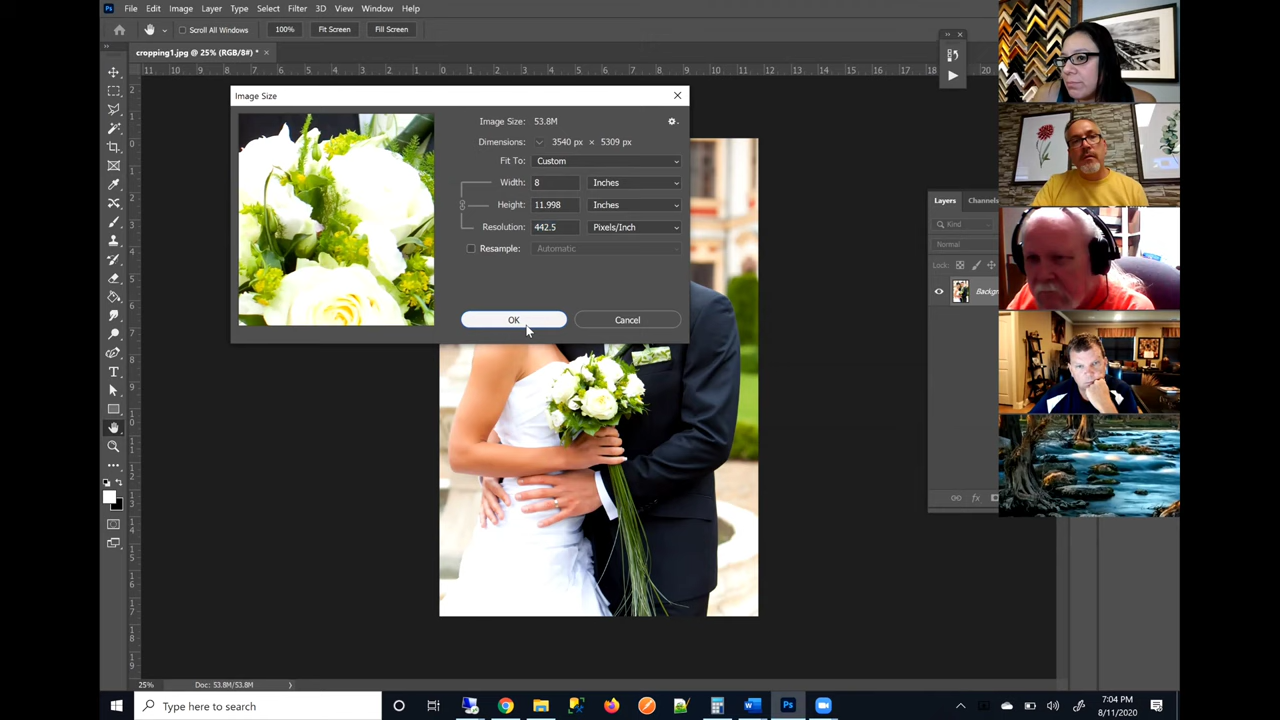 Ps File Edit Image Layer Type Select Filter 3D View Window Help
Scroll All Windows 100% Fit Screen Fill Screen
cropping1.jpg @ 25% (RGB/8#) * ×
Image Size
Image Size: 53.8M
Dimensions: 3540 px × 5309 px
Fit To: Custom
Width: 8 Inches
Height: 11.998 Inches
Resolution: 442.5 Pixels/Inch
Resample: Automatic
OK Cancel
Layers Channels
Kind
Normal
Lock:
Backgr
25% Doc: 53.8M/53.8M
Type here to search
7:04 PM
8/11/2020